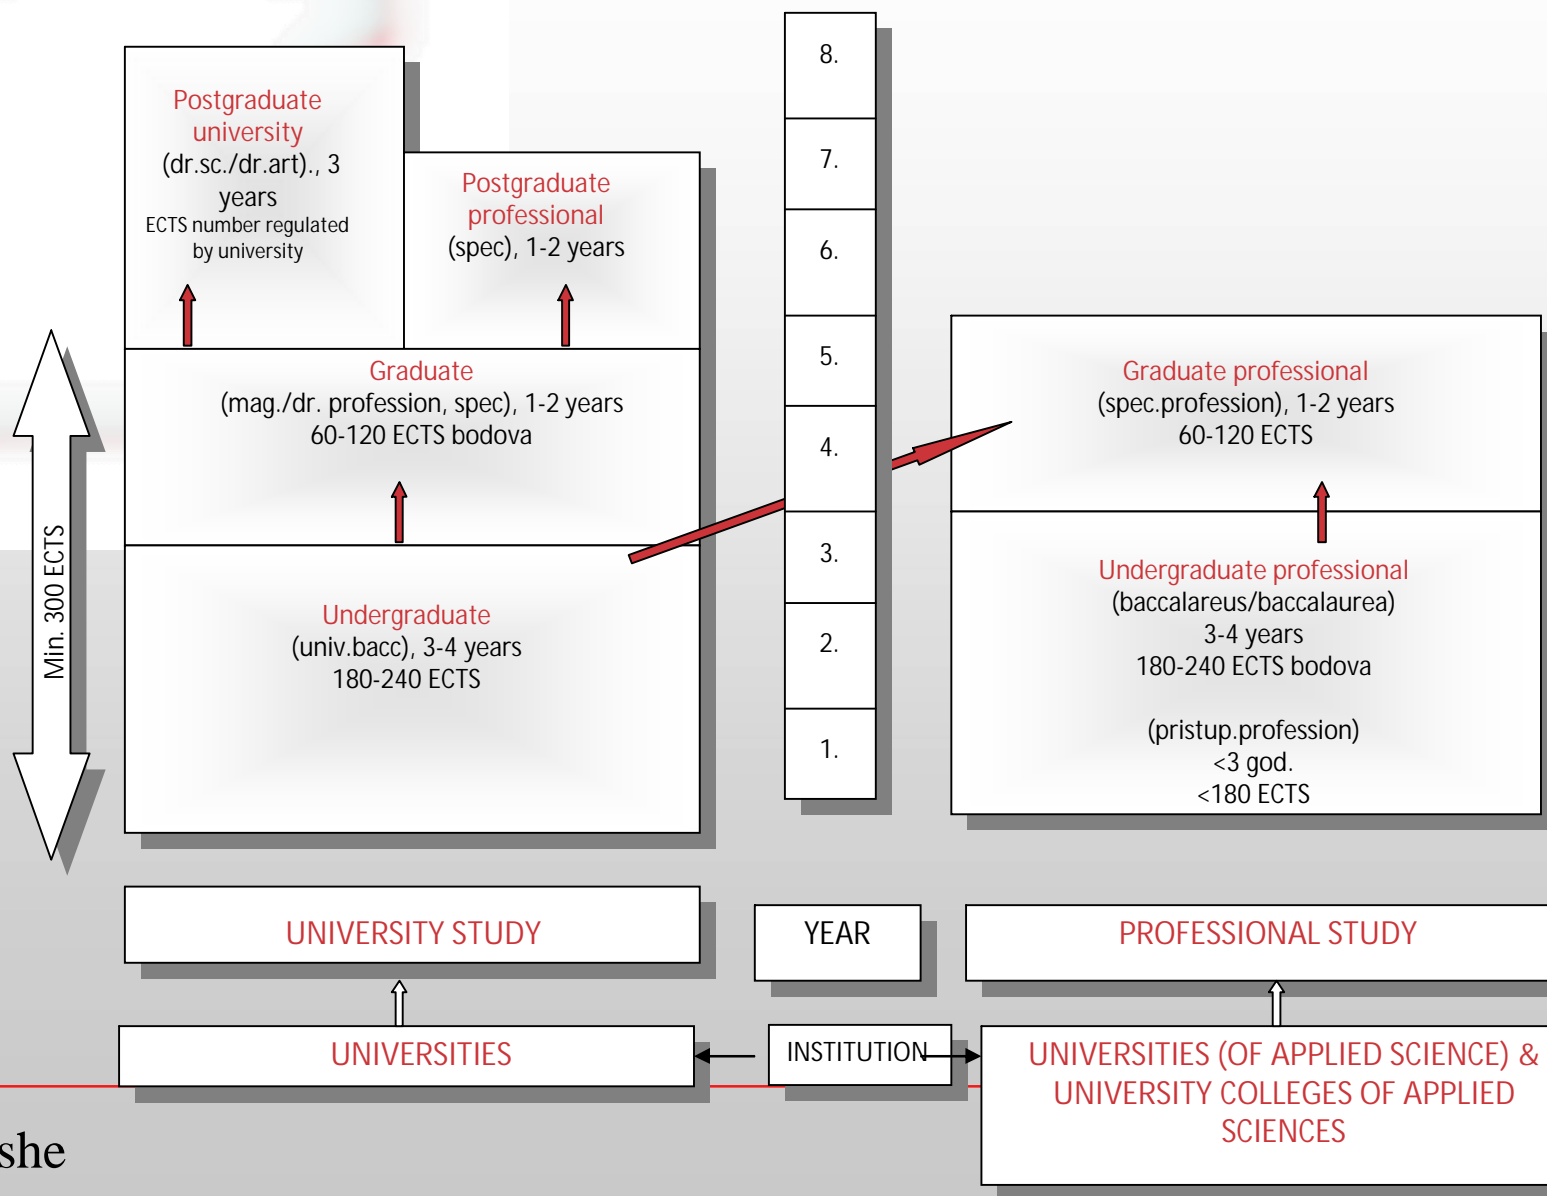 Postgraduate
university
(dr.sc./dr.art)., 3
years
ECTS number regulated
by university
Postgraduate
professional
(spec), 1-2 years
Graduate
(mag./dr. profession, spec), 1-2 years
60-120 ECTS bodova
Undergraduate
(univ.bacc), 3-4 years
180-240 ECTS
Min. 300 ECTS
8.
7.
6.
5.
4.
3.
2.
1.
Graduate professional
(spec.profession), 1-2 years
60-120 ECTS
Undergraduate professional
(baccalareus/baccalaurea)
3-4 years
180-240 ECTS bodova
(pristup.profession)
<3 god.
<180 ECTS
UNIVERSITY STUDY
YEAR
PROFESSIONAL STUDY
UNIVERSITIES
INSTITUTION
UNIVERSITIES (OF APPLIED SCIENCE) &
UNIVERSITY COLLEGES OF APPLIED
SCIENCES
she